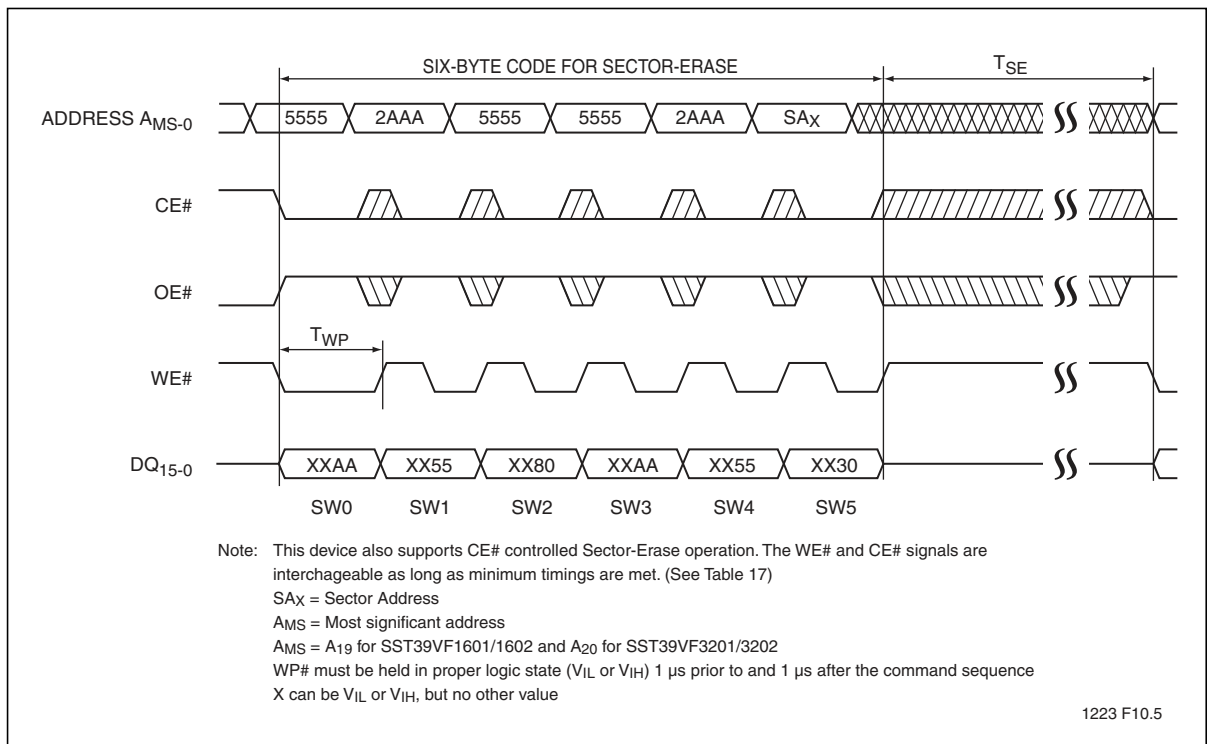 SIX-BYTE CODE FOR SECTOR-ERASE
TSE
ADDRESS AMS-0
5555 2AAA 5555 5555 2AAA SAX
CE#
OE#
TWP
WE#
DQ15-0
XXAA XX55 XX80 XXAA XX55 XX30
SW0 SW1 SW2 SW3 SW4 SW5
Note: This device also supports CE# controlled Sector-Erase operation. The WE# and CE# signals are
interchageable as long as minimum timings are met. (See Table 17)
SAX = Sector Address
AMS = Most significant address
AMS = A19 for SST39VF1601/1602 and A20 for SST39VF3201/3202
WP# must be held in proper logic state (VIL or VIH) 1 µs prior to and 1 µs after the command sequence
X can be VIL or VIH, but no other value
1223 F10.5